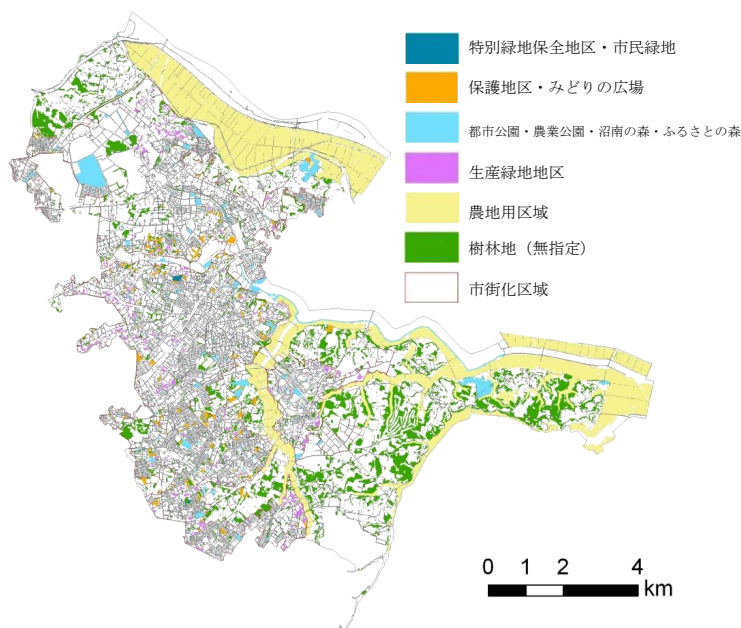 特別緑地保全地区・市民緑地
保護地区・みどりの広場
都市公園・農業公園・沼南の森・ふるさとの森
生産緑地地区
農地用区域
樹林地（無指定）
市街化区域
0 1 2 4
km